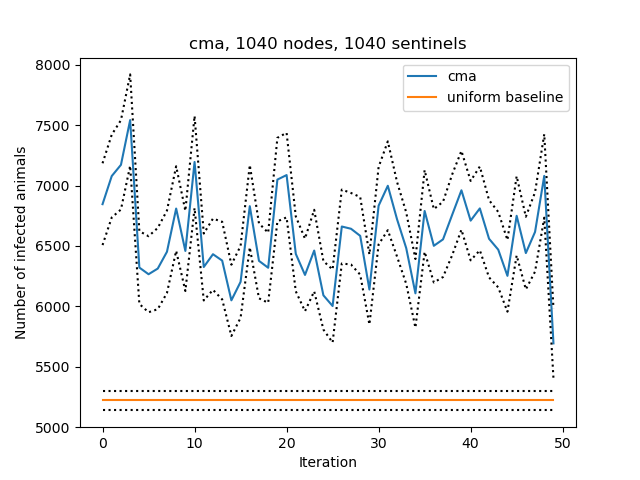 cma, 1040 nodes, 1040 sentinels
8000
7500
7000
6500
6000
5500
5000
Number of infected animals
cma
uniform baseline
0
10
20
30
40
50
Iteration